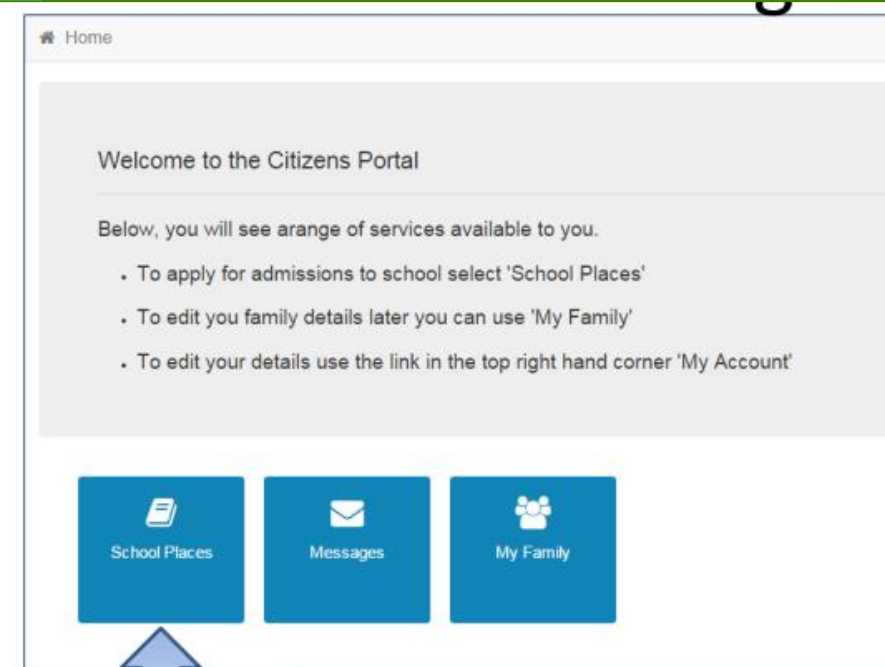 Home
Welcome to the Citizens Portal
Below, you will see arange of services available to you.
• To apply for admissions to school select 'School Places'
• To edit you family details later you can use 'My Family'
• To edit your details use the link in the top right hand corner 'My Account'
School Places Messages My Family